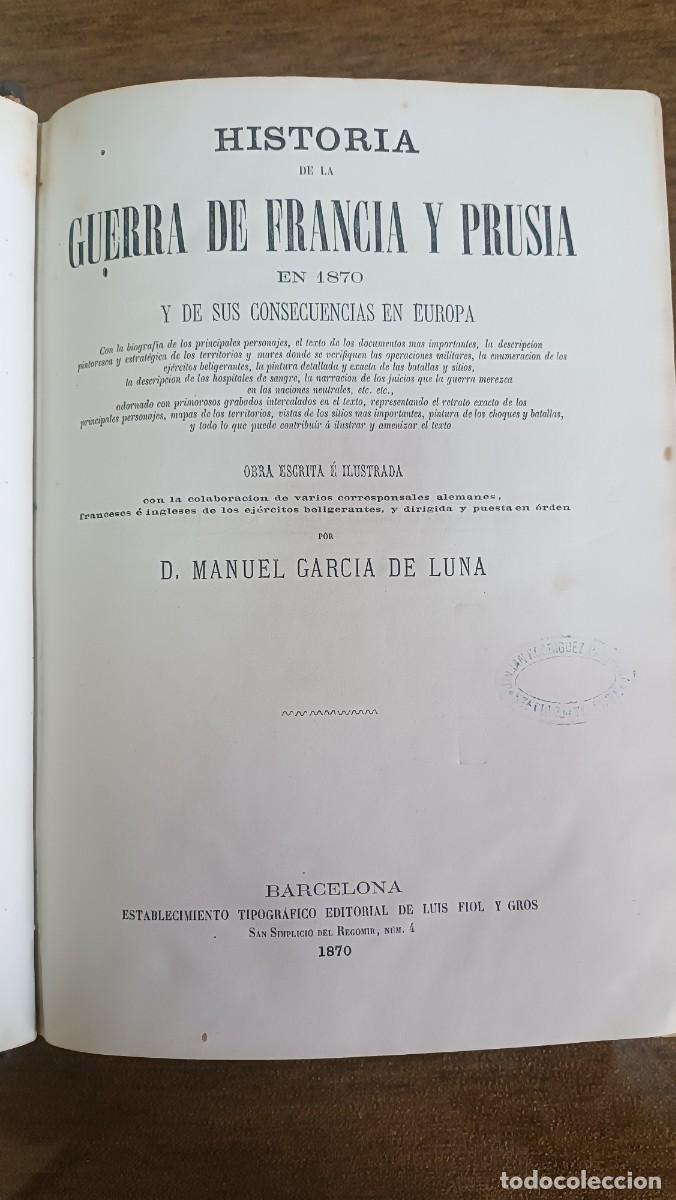 HISTORIA
DE LA
GUERRA DE FRANCIA Y PRUSIA
EN 1870
Y DE SUS CONSECUENCIAS EN EUROPA
Con la biografia de los principales personajes, el texto de los documentos mas importantes, la descripcion
pintoresca y estratégica de los territorios y mares donde se verifiquen las operaciones militares, la enumeracion de los
ejércitos beligerantes, la pintura detallada y exacta de las batallas y sitios,
la descripcion de los hospitales de sangre, la narracion de los juicios que la guerra merezca
en las naciones neutrales, etc. etc.,
adornado con primorosos grabados intercalados en el texto, representando el retrato exacto de los
principales personajes, mapas de los territorios, vistas de los sitios mas importantes, pintura de los choques y batallas,
y todo lo que puede contribuir á ilustrar y amenizar el texto
OBRA ESCRITA É ILUSTRADA
con la colaboracion de varios corresponsales alemanes,
franceses é ingleses de los ejércitos beligerantes, y dirigida y puesta en órden
POR
D. MANUEL GARCIA DE LUNA
RODRIGUEZ
BARCELONA
ESTABLECIMIENTO TIPOGRÁFICO EDITORIAL DE LUIS FIOL Y GROS
SAN SIMPLICIO DEL REGOMIR, NÚM. 4
1870
todocoleccion